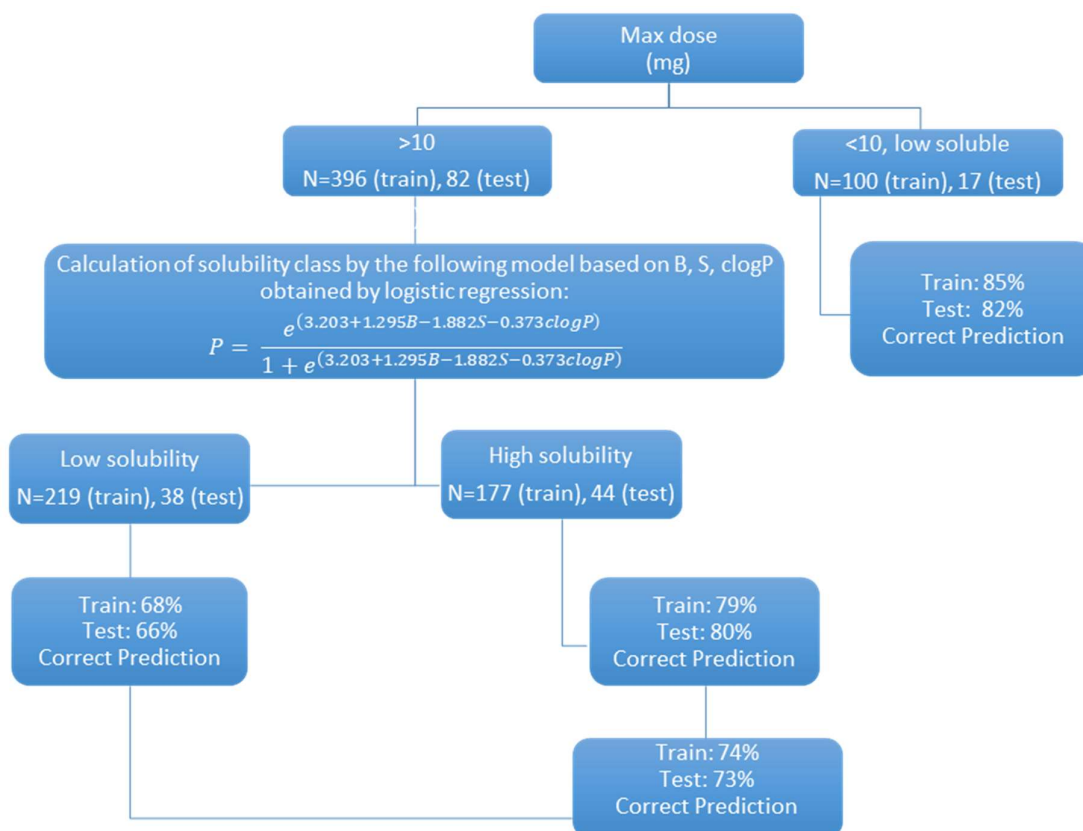 Max dose
(mg)
>10
N=396 (train), 82 (test)
<10, low soluble
N=100 (train), 17 (test)
Calculation of solubility class by the following model based on B, S, clogP
obtained by logistic regression:
P = e^(3.203+1.295B−1.882S−0.373clogP) / 1 + e^(3.203+1.295B−1.882S−0.373clogP)
Train: 85%
Test: 82%
Correct Prediction
Low solubility
N=219 (train), 38 (test)
High solubility
N=177 (train), 44 (test)
Train: 68%
Test: 66%
Correct Prediction
Train: 79%
Test: 80%
Correct Prediction
Train: 74%
Test: 73%
Correct Prediction